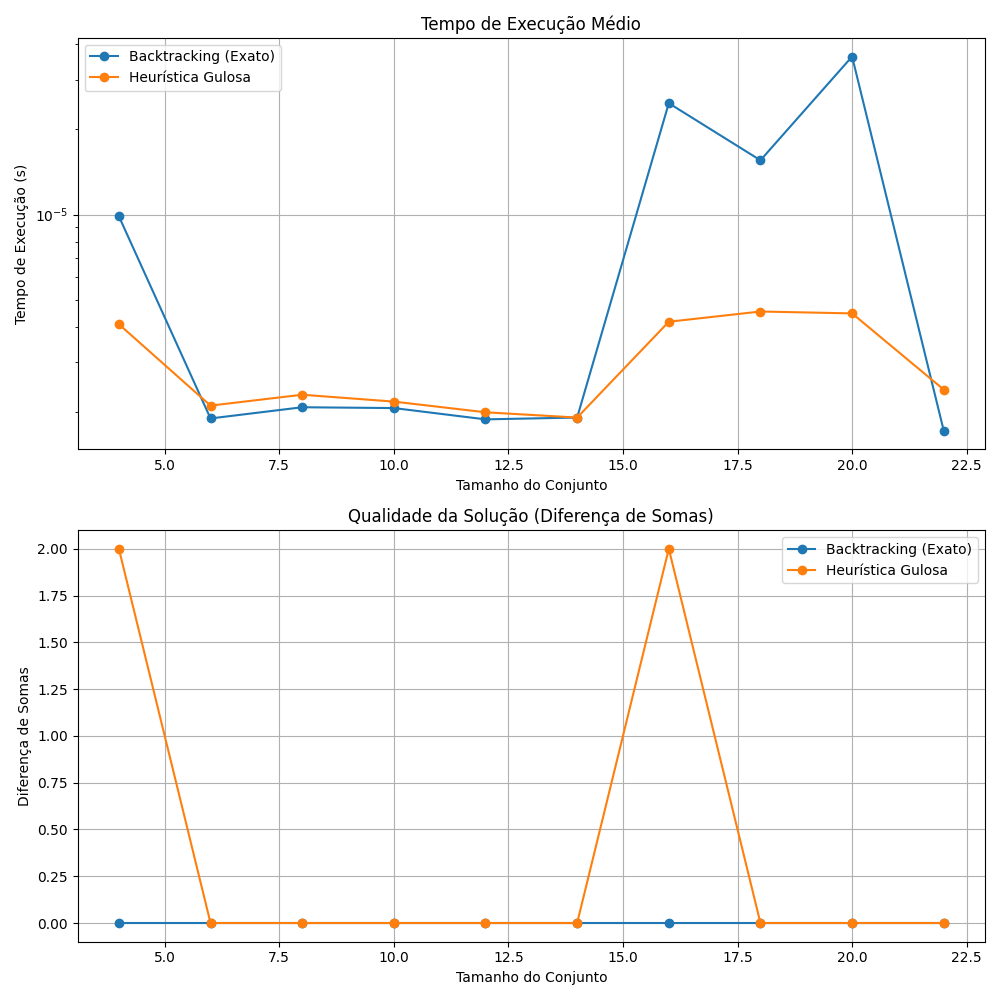 Tempo de Execução Médio
Backtracking (Exato)
Heurística Gulosa
Tempo de Execução (s)
10⁻⁵
5.0 7.5 10.0 12.5 15.0 17.5 20.0 22.5
Tamanho do Conjunto
Qualidade da Solução (Diferença de Somas)
Backtracking (Exato)
Heurística Gulosa
Diferença de Somas
2.00
1.75
1.50
1.25
1.00
0.75
0.50
0.25
0.00
5.0 7.5 10.0 12.5 15.0 17.5 20.0 22.5
Tamanho do Conjunto